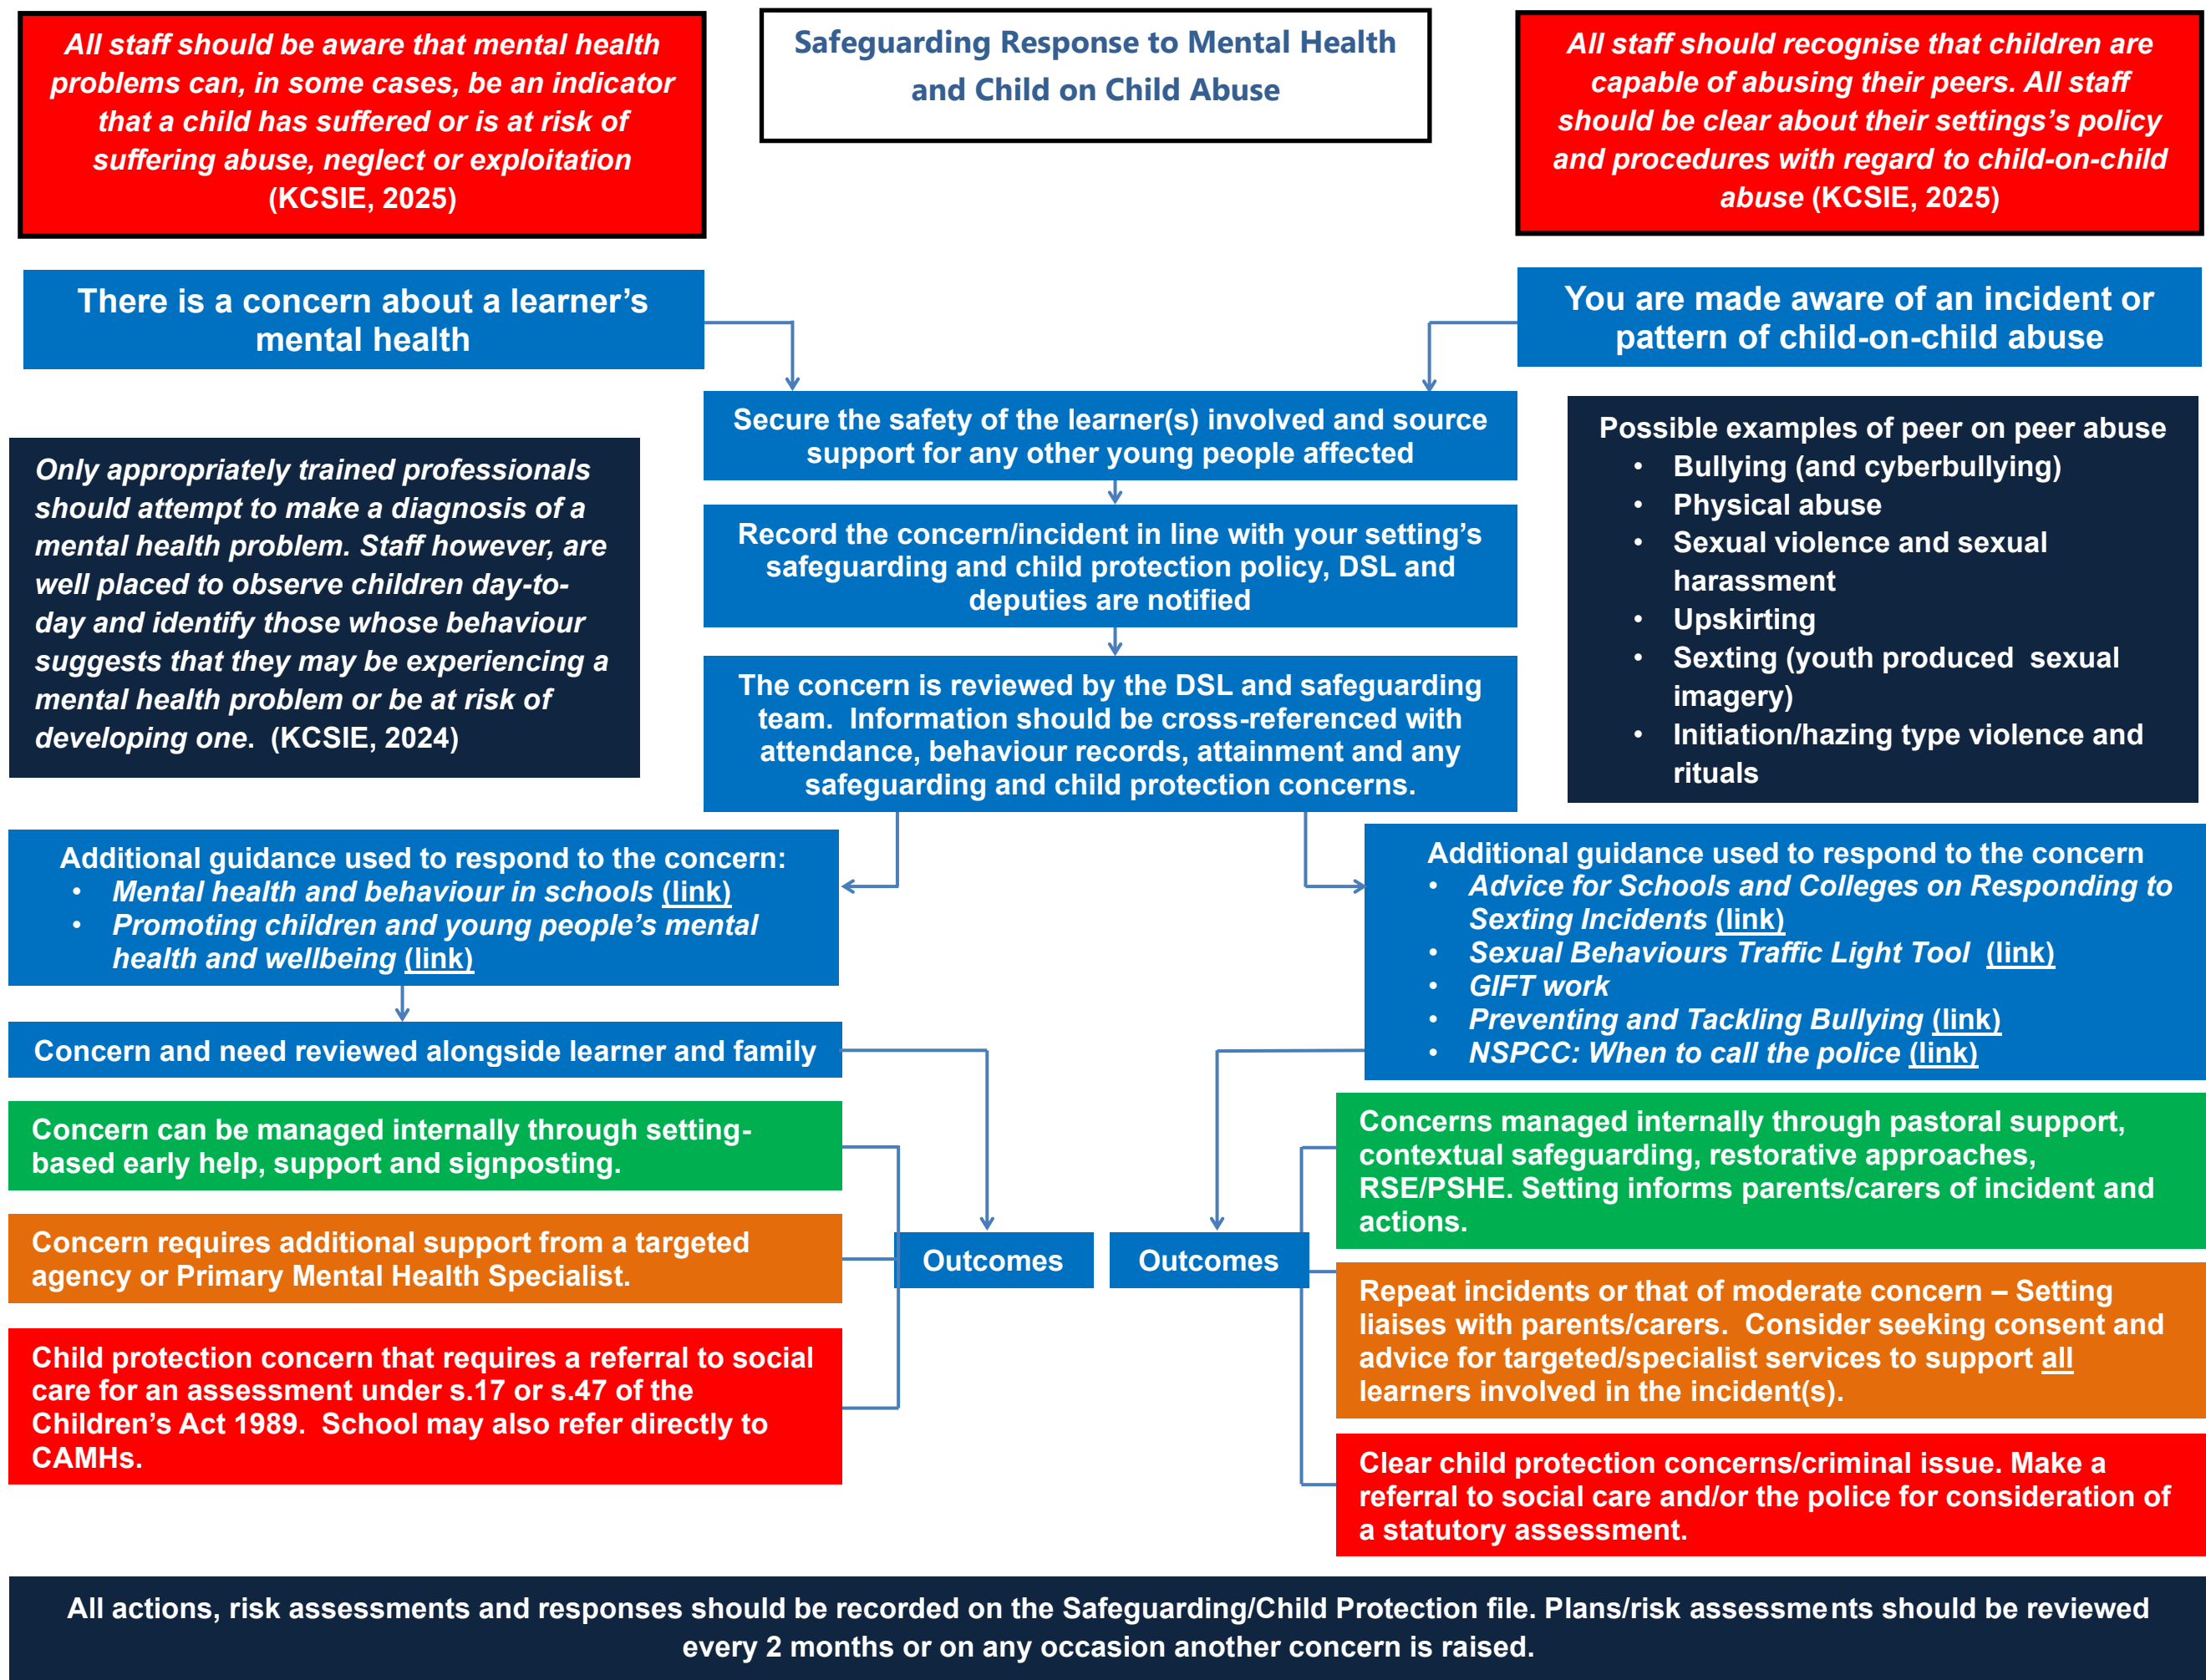 All staff should be aware that mental health
problems can, in some cases, be an indicator
that a child has suffered or is at risk of
suffering abuse, neglect or exploitation
(KCSIE, 2025)
Safeguarding Response to Mental Health
and Child on Child Abuse
All staff should recognise that children are
capable of abusing their peers. All staff
should be clear about their settings's policy
and procedures with regard to child-on-child
abuse (KCSIE, 2025)
There is a concern about a learner’s
mental health
You are made aware of an incident or
pattern of child-on-child abuse
Secure the safety of the learner(s) involved and source
support for any other young people affected
Only appropriately trained professionals
should attempt to make a diagnosis of a
mental health problem. Staff however, are
well placed to observe children day-to-
day and identify those whose behaviour
suggests that they may be experiencing a
mental health problem or be at risk of
developing one. (KCSIE, 2024)
Record the concern/incident in line with your setting’s
safeguarding and child protection policy, DSL and
deputies are notified
The concern is reviewed by the DSL and safeguarding
team. Information should be cross-referenced with
attendance, behaviour records, attainment and any
safeguarding and child protection concerns.
Possible examples of peer on peer abuse
• Bullying (and cyberbullying)
• Physical abuse
• Sexual violence and sexual
harassment
• Upskirting
• Sexting (youth produced sexual
imagery)
• Initiation/hazing type violence and
rituals
Additional guidance used to respond to the concern:
• Mental health and behaviour in schools (link)
• Promoting children and young people’s mental
health and wellbeing (link)
Additional guidance used to respond to the concern
• Advice for Schools and Colleges on Responding to
Sexting Incidents (link)
• Sexual Behaviours Traffic Light Tool (link)
• GIFT work
• Preventing and Tackling Bullying (link)
• NSPCC: When to call the police (link)
Concern and need reviewed alongside learner and family
Concern can be managed internally through setting-
based early help, support and signposting.
Concern requires additional support from a targeted
agency or Primary Mental Health Specialist.
Child protection concern that requires a referral to social
care for an assessment under s.17 or s.47 of the
Children’s Act 1989. School may also refer directly to
CAMHs.
Outcomes
Outcomes
Concerns managed internally through pastoral support,
contextual safeguarding, restorative approaches,
RSE/PSHE. Setting informs parents/carers of incident and
actions.
Repeat incidents or that of moderate concern – Setting
liaises with parents/carers. Consider seeking consent and
advice for targeted/specialist services to support all
learners involved in the incident(s).
Clear child protection concerns/criminal issue. Make a
referral to social care and/or the police for consideration of
a statutory assessment.
All actions, risk assessments and responses should be recorded on the Safeguarding/Child Protection file. Plans/risk assessments should be reviewed
every 2 months or on any occasion another concern is raised.